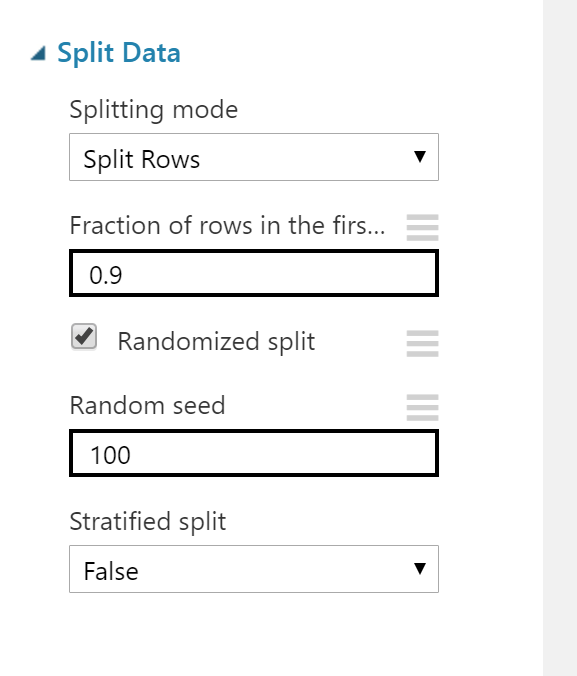 Split Data
Splitting mode
Split Rows
Fraction of rows in the firs...
0.9
Randomized split
Random seed
100
Stratified split
False